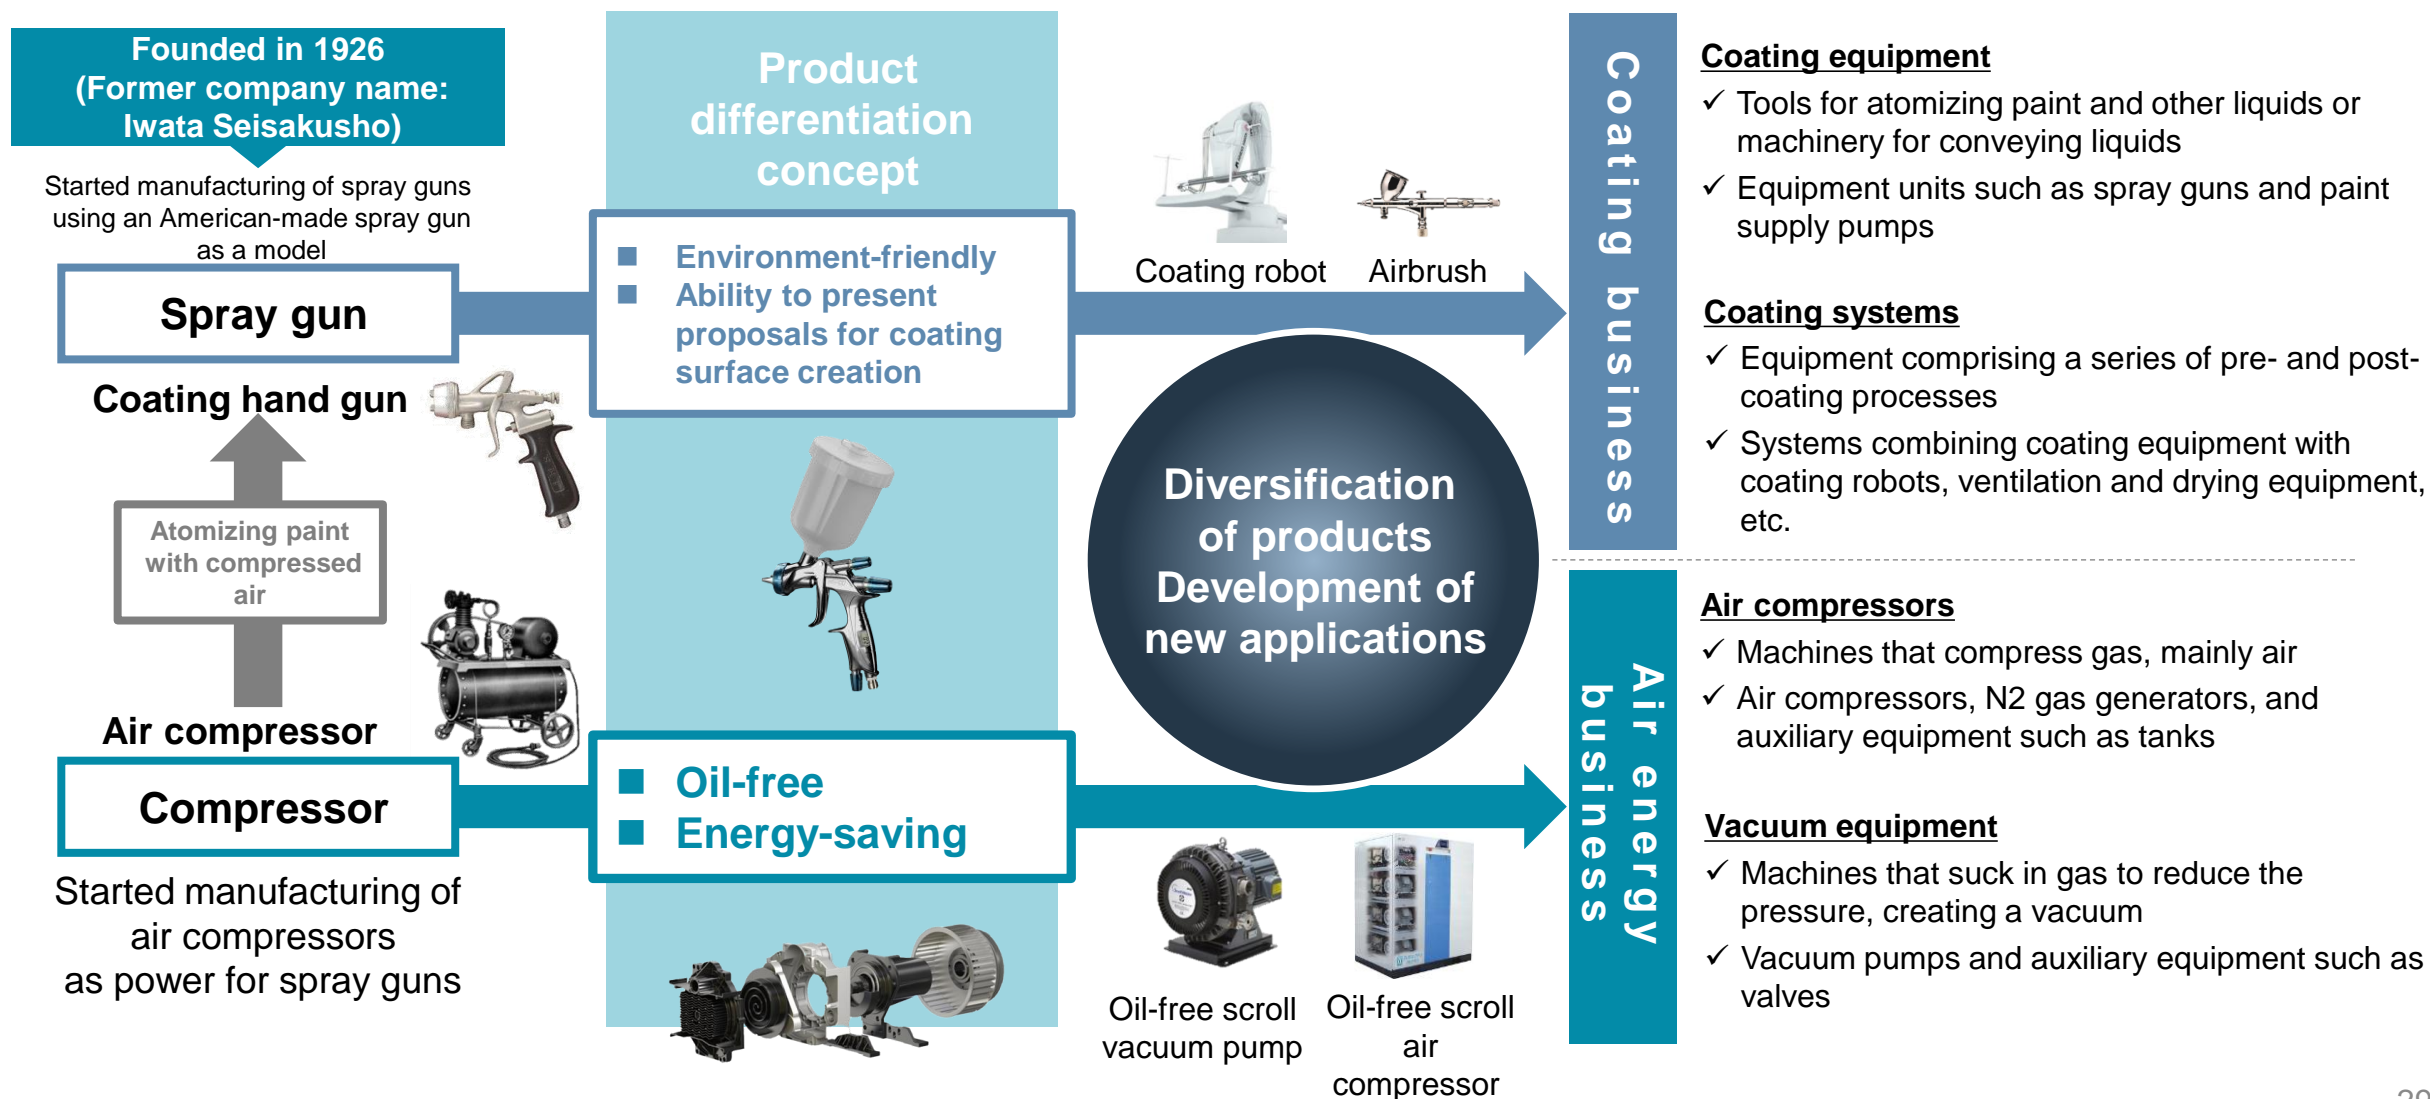 Founded in 1926
(Former company name:
Iwata Seisakusho)
Started manufacturing of spray guns
using an American-made spray gun
as a model
Spray gun
Coating hand gun
Atomizing paint
with compressed
air
Air compressor
Compressor
Started manufacturing of
air compressors
as power for spray guns
Product
differentiation
concept
■ Environment-friendly
■ Ability to present
proposals for coating
surface creation
■ Oil-free
■ Energy-saving
Coating robot
Airbrush
Diversification
of products
Development of
new applications
Oil-free scroll
vacuum pump
Oil-free scroll
air
compressor
Coating business
Air energy
business
Coating equipment
✓ Tools for atomizing paint and other liquids or
machinery for conveying liquids
✓ Equipment units such as spray guns and paint
supply pumps
Coating systems
✓ Equipment comprising a series of pre- and post-
coating processes
✓ Systems combining coating equipment with
coating robots, ventilation and drying equipment,
etc.
Air compressors
✓ Machines that compress gas, mainly air
✓ Air compressors, N2 gas generators, and
auxiliary equipment such as tanks
Vacuum equipment
✓ Machines that suck in gas to reduce the
pressure, creating a vacuum
✓ Vacuum pumps and auxiliary equipment such as
valves